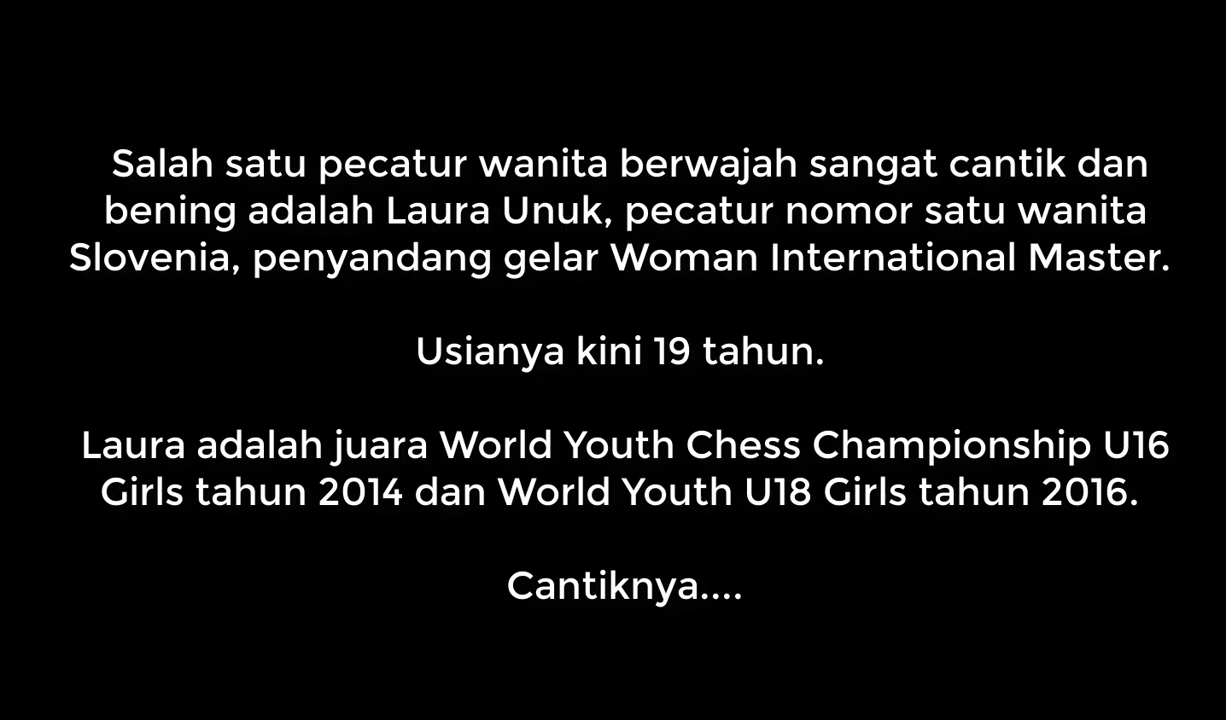 Salah satu pecatur wanita berwajah sangat cantik dan
bening adalah Laura Unuk, pecatur nomor satu wanita
Slovenia, penyandang gelar Woman International Master.
Usianya kini 19 tahun.
Laura adalah juara World Youth Chess Championship U16
Girls tahun 2014 dan World Youth U18 Girls tahun 2016.
Cantiknya....